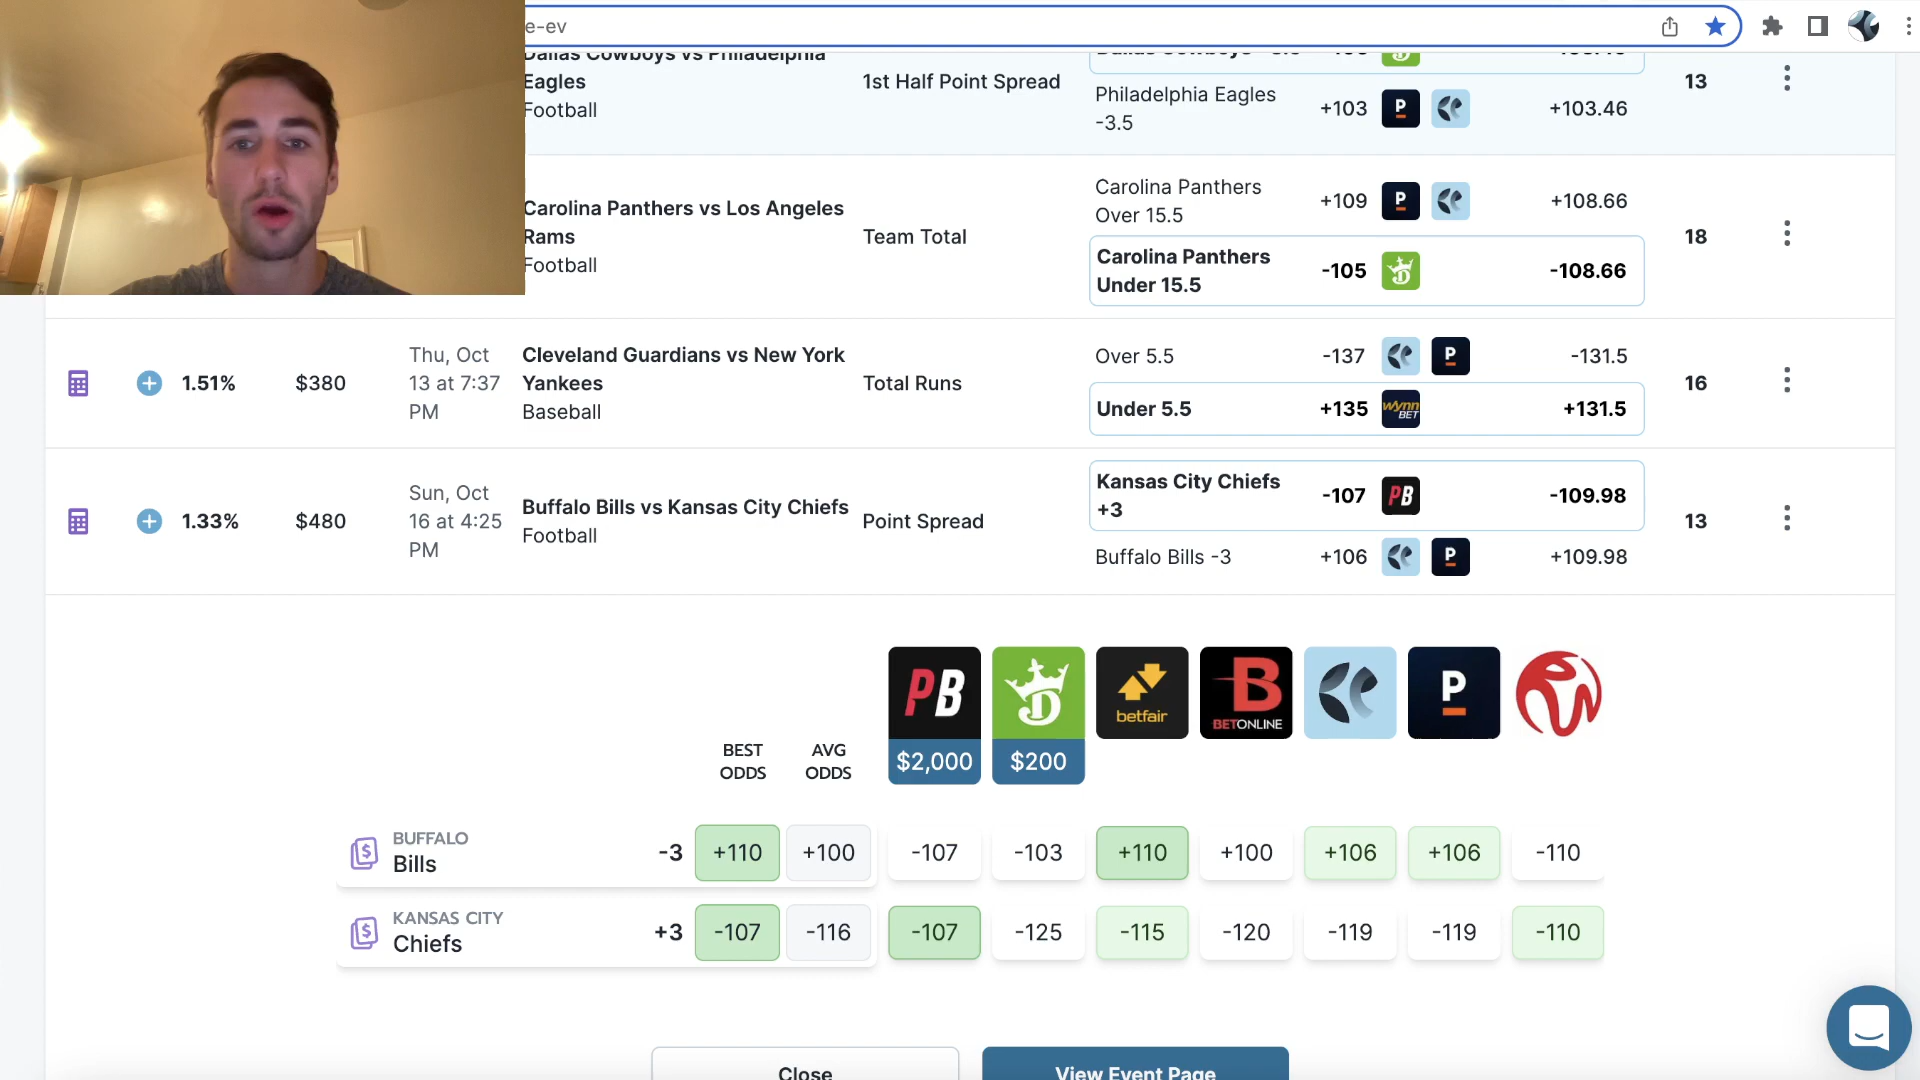 e-ev
Dallas Cowboys vs Philadelphia
Eagles
Football
1st Half Point Spread
Philadelphia Eagles
-3.5
+103
P
+103.46
13
Carolina Panthers vs Los Angeles
Rams
Football
Team Total
Carolina Panthers
Over 15.5
+109
P
+108.66
Carolina Panthers
Under 15.5
-105
D
-108.66
18
1.51%
$380
Thu, Oct
13 at 7:37
PM
Cleveland Guardians vs New York
Yankees
Baseball
Total Runs
Over 5.5
-137
P
-131.5
Under 5.5
+135
WYNN
BET
+131.5
16
1.33%
$480
Sun, Oct
16 at 4:25
PM
Buffalo Bills vs Kansas City Chiefs
Football
Point Spread
Kansas City Chiefs
+3
-107
PB
-109.98
Buffalo Bills -3
+106
P
+109.98
13
BEST
ODDS
AVG
ODDS
PB
$2,000
D
$200
betfair
B
BETONLINE
P
BUFFALO
Bills
-3 +110 +100 -107 -103 +110 +100 +106 +106 -110
KANSAS CITY
Chiefs
+3 -107 -116 -107 -125 -115 -120 -119 -119 -110
Close
View Event Page